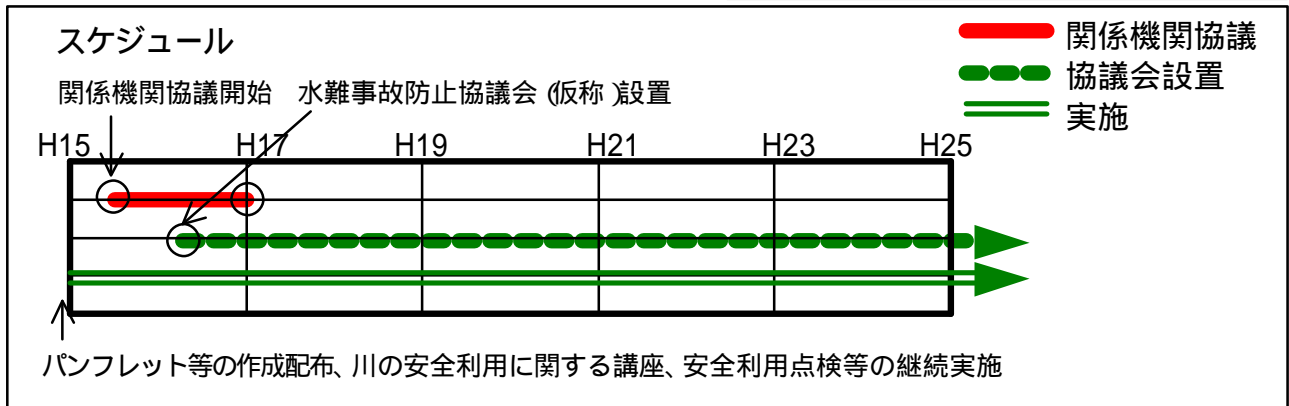 スケジュール
関係機関協議
協議会設置
実施
関係機関協議開始 水難事故防止協議会(仮称)設置
H15 H17 H19 H21 H23 H25
パンフレット等の作成配布、川の安全利用に関する講座、安全利用点検等の継続実施